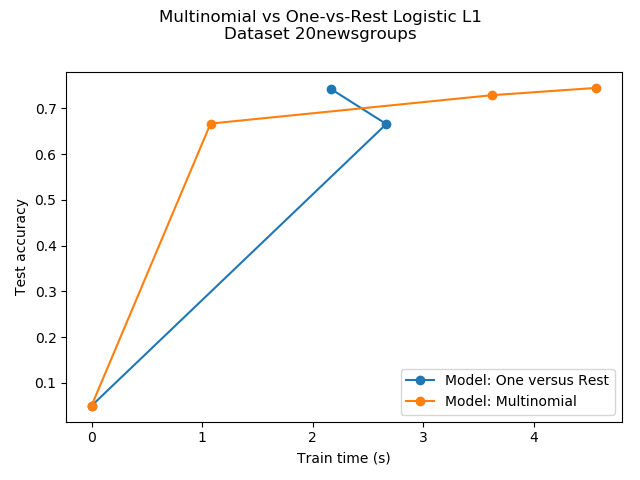 Multinomial vs One-vs-Rest Logistic L1
Dataset 20newsgroups
0.7
0.6
0.5
0.4
0.3
0.2
0.1
Test accuracy
Model: One versus Rest
Model: Multinomial
0 1 2 3 4
Train time (s)